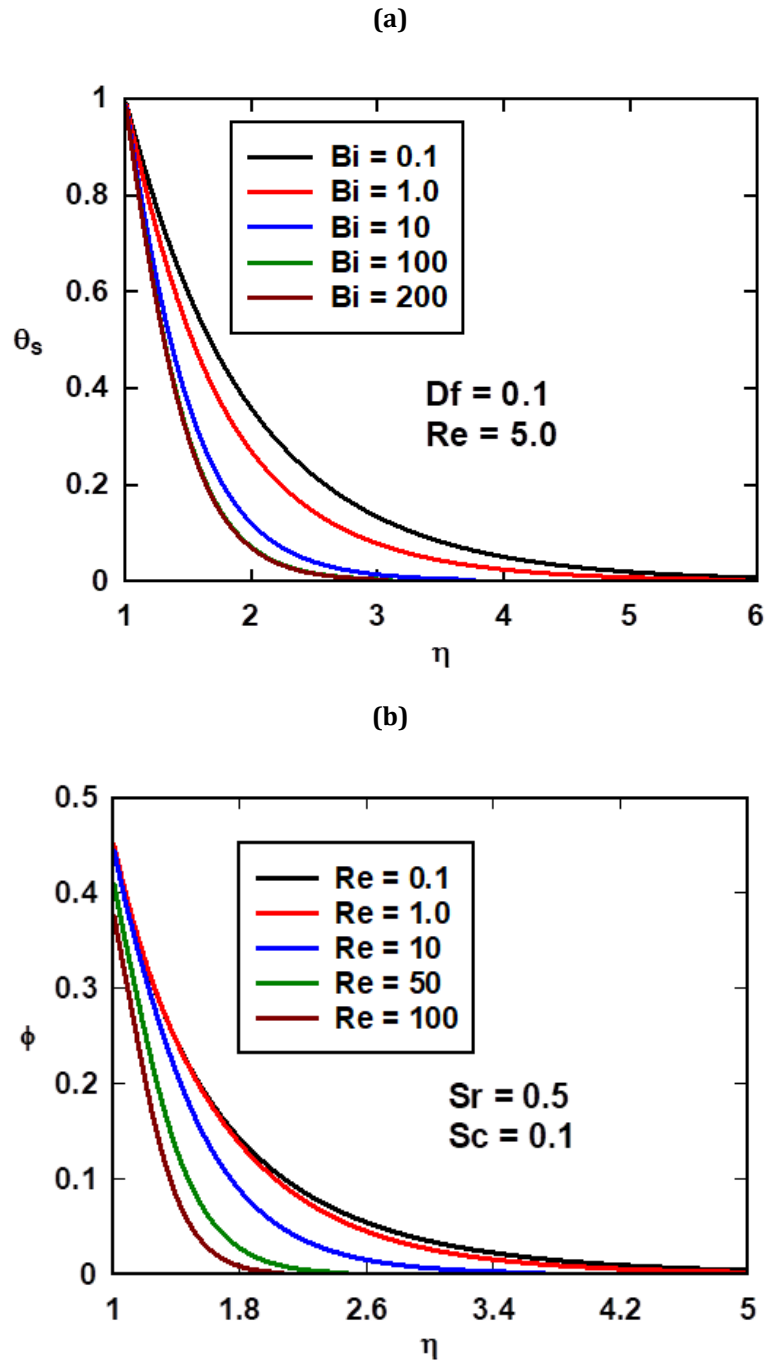 (a)
1
0.8
0.6
0.4
0.2
0
θs
Bi = 0.1
Bi = 1.0
Bi = 10
Bi = 100
Bi = 200
Df = 0.1
Re = 5.0
1 2 3 4 5 6
η
(b)
0.5
0.4
0.3
0.2
0.1
0
ϕ
Re = 0.1
Re = 1.0
Re = 10
Re = 50
Re = 100
Sr = 0.5
Sc = 0.1
1 1.8 2.6 3.4 4.2 5
η